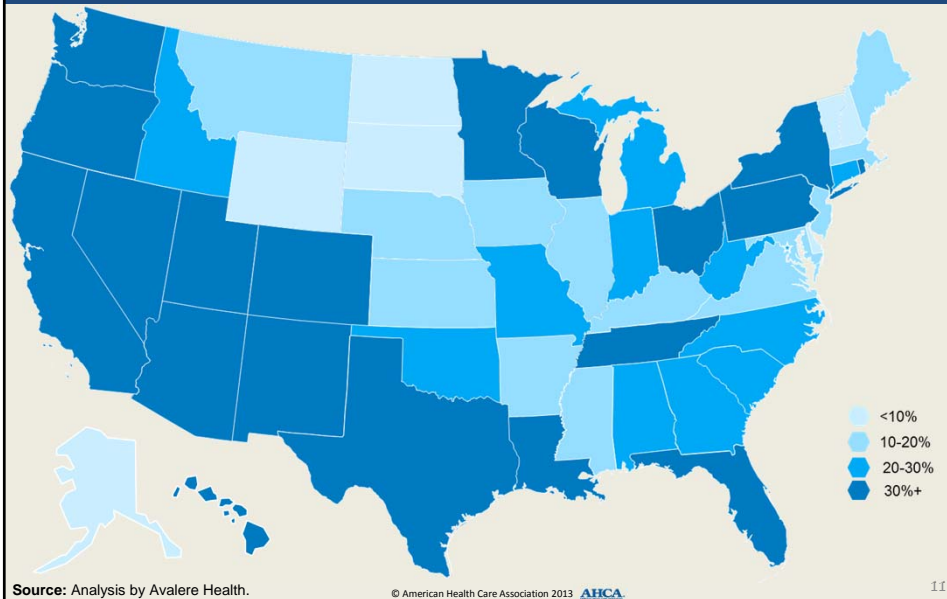 <10%
10-20%
20-30%
30%+
Source: Analysis by Avalere Health.
© American Health Care Association 2013 AHCA
11